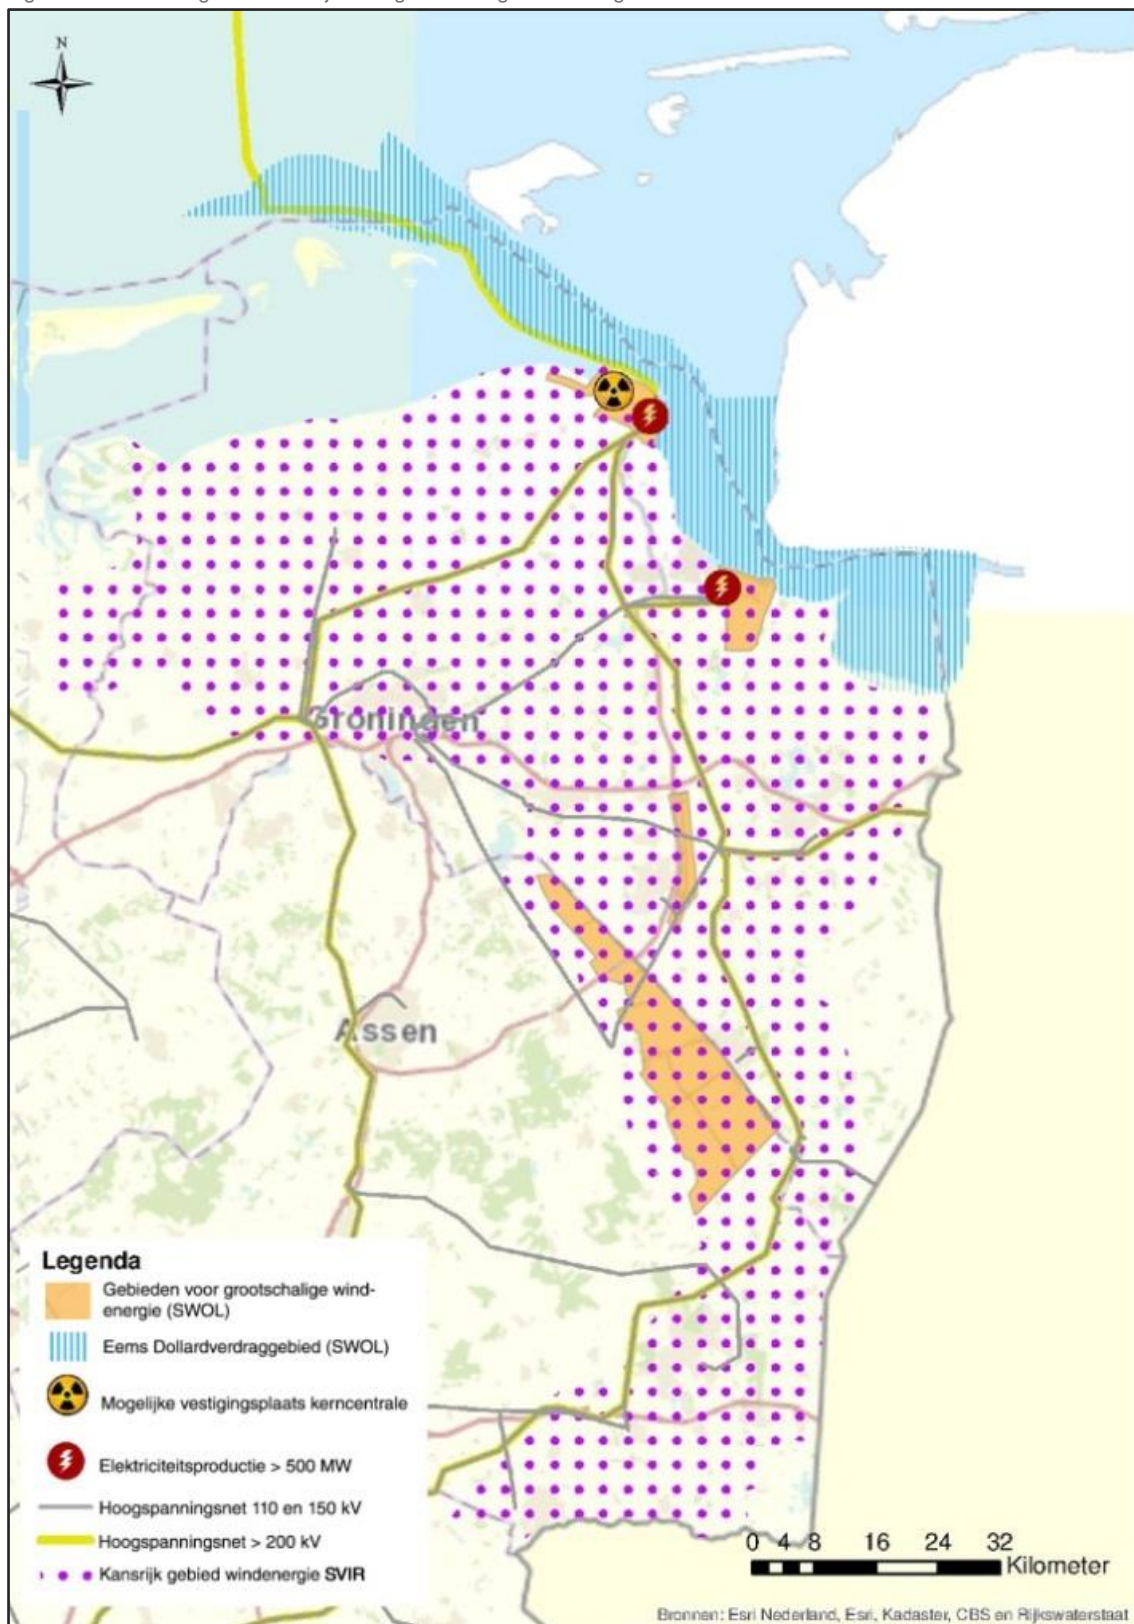 N
Groningen
Assen
Legenda
Gebieden voor grootschalige wind-
energie (SWOL)
Eems Dollardverdraggebied (SWOL)
Mogelijke vestigingsplaats kerncentrale
Elektriciteitsproductie > 500 MW
Hoogspanningsnet 110 en 150 kV
Hoogspanningsnet > 200 kV
Kansrijk gebied windenergie SVIR
0 4 8 16 24 32
Kilometer
Bronnen: Esri Nederland, Esri, Kadaster, CBS en Rijkswaterstaat